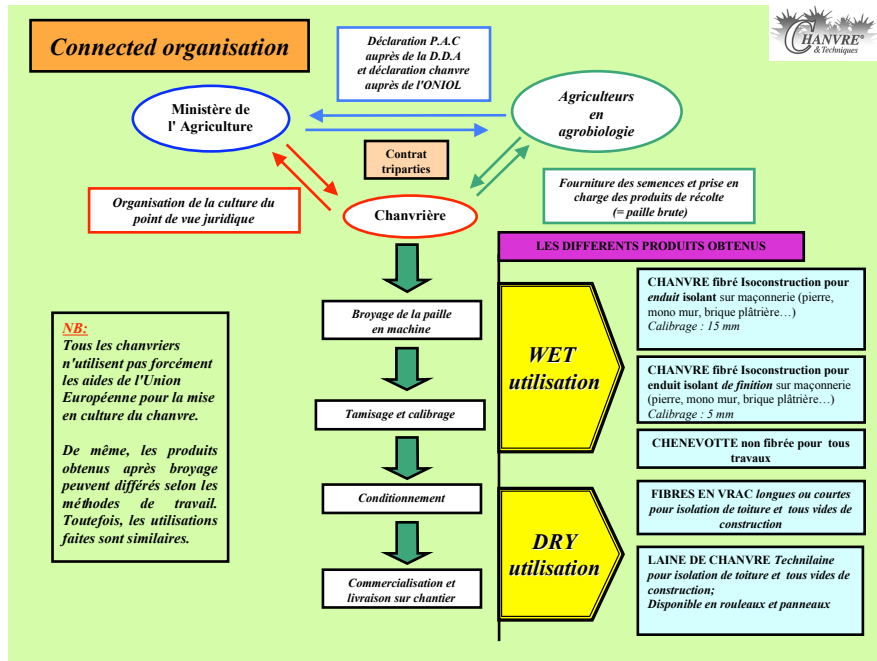 Connected organisation
CHANVRE®
& Techniques
Déclaration P.A.C
auprès de la D.D.A
et déclaration chanvre
auprès de l'ONIOL
Ministère de
l' Agriculture
Agriculteurs
en
agrobiologie
Contrat
triparties
Organisation de la culture du
point de vue juridique
Chanvrière
Fourniture des semences et prise en
charge des produits de récolte
(= paille brute)
Broyage de la paille
en machine
Tamisage et calibrage
Conditionnement
Commercialisation et
livraison sur chantier
NB:
Tous les chanvriers
n'utilisent pas forcément
les aides de l'Union
Européenne pour la mise
en culture du chanvre.
De même, les produits
obtenus après broyage
peuvent différés selon les
méthodes de travail.
Toutefois, les utilisations
faites sont similaires.
LES DIFFERENTS PRODUITS OBTENUS
WET
utilisation
CHANVRE fibré Isoconstruction pour
enduit isolant sur maçonnerie (pierre,
mono mur, brique plâtrière…)
Calibrage : 15 mm
CHANVRE fibré Isoconstruction pour
enduit isolant de finition sur maçonnerie
(pierre, mono mur, brique plâtrière…)
Calibrage : 5 mm
CHENEVOTTE non fibrée pour tous
travaux
DRY
utilisation
FIBRES EN VRAC longues ou courtes
pour isolation de toiture et tous vides de
construction
LAINE DE CHANVRE Technilaine
pour isolation de toiture et tous vides de
construction;
Disponible en rouleaux et panneaux